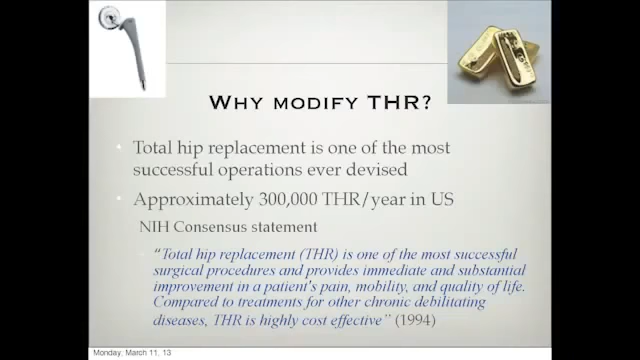 WHY MODIFY THR?
Total hip replacement is one of the most
successful operations ever devised
Approximately 300,000 THR/year in US
NIH Consensus statement
"Total hip replacement (THR) is one of the most successful
surgical procedures and provides immediate and substantial
improvement in a patient's pain, mobility, and quality of life.
Compared to treatments for other chronic debilitating
diseases, THR is highly cost effective" (1994)
Monday, March 11, 13